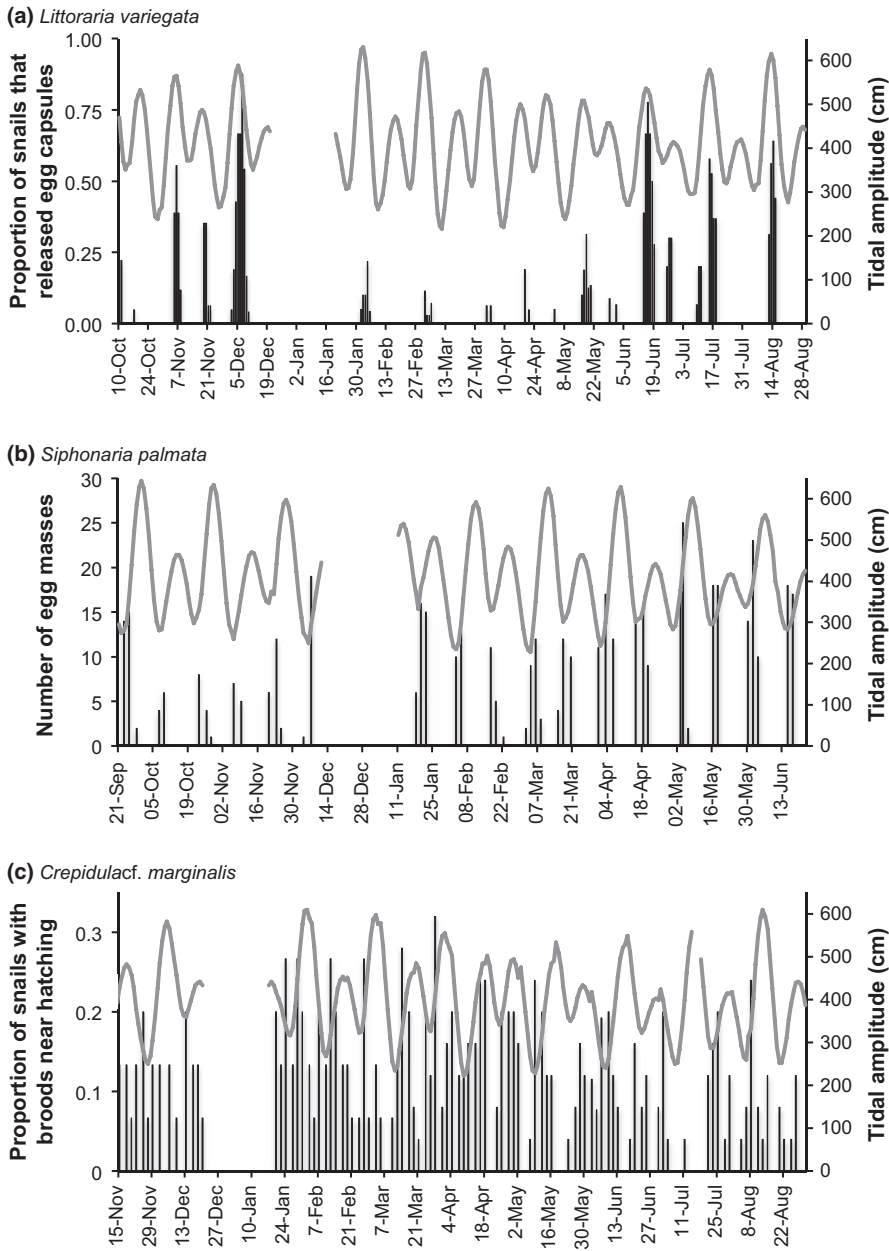 (a) Littoraria variegata
Proportion of snails that
released egg capsules
1.00
0.75
0.50
0.25
0.00
600
500
400
300
200
100
0
Tidal amplitude (cm)
10-Oct
24-Oct
7-Nov
21-Nov
5-Dec
19-Dec
2-Jan
16-Jan
30-Jan
13-Feb
27-Feb
13-Mar
27-Mar
10-Apr
24-Apr
8-May
22-May
5-Jun
19-Jun
3-Jul
17-Jul
31-Jul
14-Aug
28-Aug
(b) Siphonaria palmata
Number of egg masses
30
25
20
15
10
5
0
600
500
400
300
200
100
0
Tidal amplitude (cm)
21-Sep
05-Oct
19-Oct
02-Nov
16-Nov
30-Nov
14-Dec
28-Dec
11-Jan
25-Jan
08-Feb
22-Feb
07-Mar
21-Mar
04-Apr
18-Apr
02-May
16-May
30-May
13-Jun
(c) Crepidulacf. marginalis
Proportion of snails with
broods near hatching
0.3
0.2
0.1
0
600
500
400
300
200
100
0
Tidal amplitude (cm)
15-Nov
29-Nov
13-Dec
27-Dec
10-Jan
24-Jan
7-Feb
21-Feb
7-Mar
21-Mar
4-Apr
18-Apr
2-May
16-May
30-May
13-Jun
27-Jun
11-Jul
25-Jul
8-Aug
22-Aug